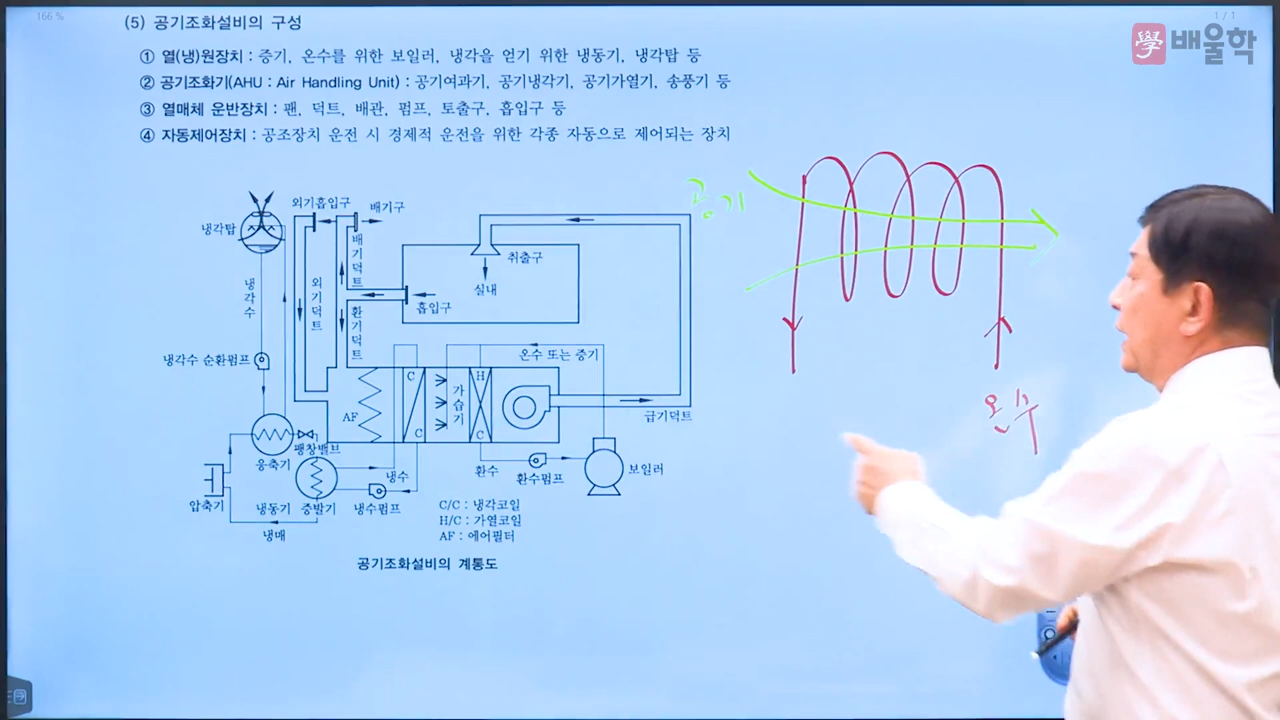 166 %
1 / 1
學 배울학
(5) 공기조화설비의 구성
① 열(냉)원장치 : 증기, 온수를 위한 보일러, 냉각을 얻기 위한 냉동기, 냉각탑 등
② 공기조화기(AHU : Air Handling Unit) : 공기여과기, 공기냉각기, 공기가열기, 송풍기 등
③ 열매체 운반장치 : 팬, 덕트, 배관, 펌프, 토출구, 흡입구 등
④ 자동제어장치 : 공조장치 운전 시 경제적 운전을 위한 각종 자동으로 제어되는 장치
공기
외기흡입구
배기구
냉각탑
배기덕트
취출구
냉각수
외기덕트
실내
흡입구
환기덕트
냉각수 순환펌프
온수 또는 증기
C
H
가습기
AF
급기덕트
C
C
온수
팽창밸브
응축기
냉수
환수
환수펌프
보일러
압축기
냉동기
증발기
냉수펌프
냉매
C/C : 냉각코일
H/C : 가열코일
AF : 에어필터
공기조화설비의 계통도